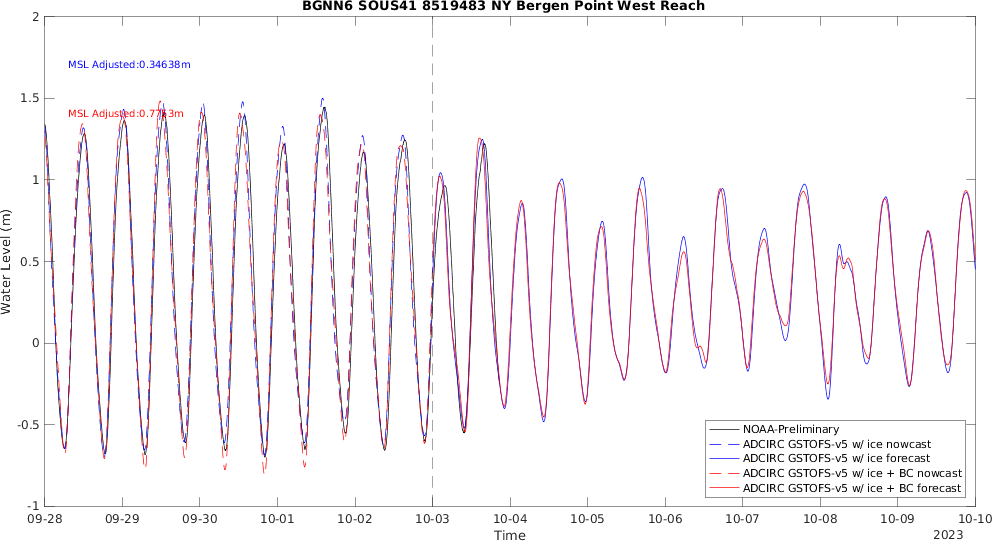 BGNN6 SOUS41 8519483 NY Bergen Point West Reach
2
1.5
1
0.5
0
-0.5
-1
Water Level (m)
MSL Adjusted:0.34638m
09-28
09-29
09-30
10-01
10-02
10-03
10-04
10-05
10-06
10-07
10-08
10-09
10-10
Time
2023
NOAA-Preliminary
ADCIRC GSTOFS-v5 w/ ice nowcast
ADCIRC GSTOFS-v5 w/ ice forecast
ADCIRC GSTOFS-v5 w/ ice + BC nowcast
ADCIRC GSTOFS-v5 w/ ice + BC forecast
MSL